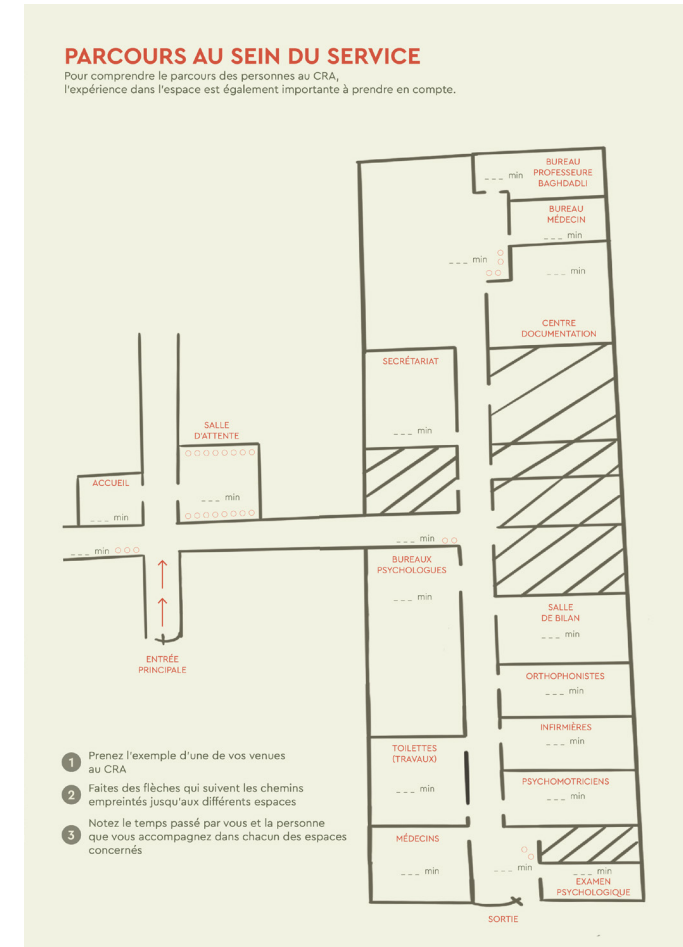 PARCOURS AU SEIN DU SERVICE
Pour comprendre le parcours des personnes au CRA,
l'expérience dans l'espace est également importante à prendre en compte.
BUREAU
PROFESSEURE
BAGHDADLI
_ _ _ min
BUREAU
MÉDECIN
_ _ _ min
_ _ _ min
_ _ _ min
CENTRE
DOCUMENTATION
SECRÉTARIAT
_ _ _ min
SALLE
D'ATTENTE
_ _ _ min
ACCUEIL
_ _ _ min
_ _ _ min
_ _ _ min
BUREAUX
PSYCHOLOGUES
_ _ _ min
SALLE
DE BILAN
_ _ _ min
ENTRÉE
PRINCIPALE
ORTHOPHONISTES
_ _ _ min
INFIRMIÈRES
_ _ _ min
TOILETTES
(TRAVAUX)
_ _ _ min
PSYCHOMOTRICIENS
_ _ _ min
MÉDECINS
_ _ _ min
_ _ _ min
_ _ _ min
EXAMEN
PSYCHOLOGIQUE
SORTIE
1 Prenez l'exemple d'une de vos venues
au CRA
2 Faites des flèches qui suivent les chemins
empreintés jusqu'aux différents espaces
3 Notez le temps passé par vous et la personne
que vous accompagnez dans chacun des espaces
concernés